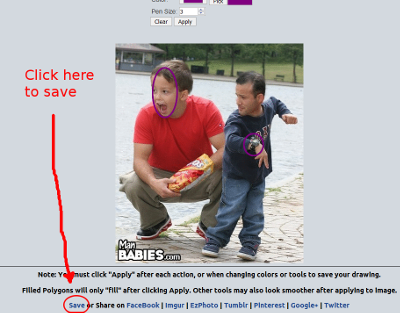 Color: Pick
Pen Size: 3
Clear Apply
Click here
to save
Man
BABIES.com
Note: You must click "Apply" after each action, or when changing colors or tools to save your drawing.
Filled Polygons will only "fill" after clicking Apply. Other tools may also look smoother after applying to image.
Save or Share on FaceBook | Imgur | EzPhoto | Tumblr | Pinterest | Google+ | Twitter